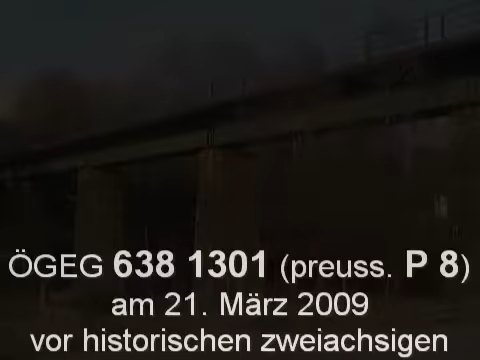 ÖGEG 638 1301 (preuss. P 8)
am 21. März 2009
vor historischen zweiachsigen